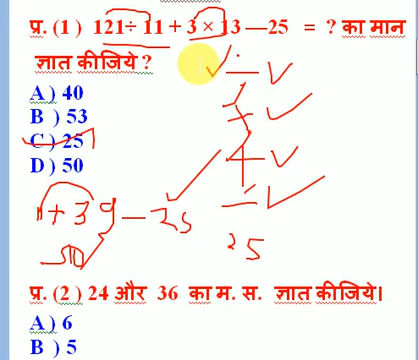 प्र. (1) 121÷ 11 + 3 × 13 —25 = ? का मान
ज्ञात कीजिये ?
A ) 40
B ) 53
C ) 25
D ) 50
11 + 39 — 25
50
25
प्र. (2) 24 और 36 का म. स. ज्ञात कीजिये।
A ) 6
B ) 5